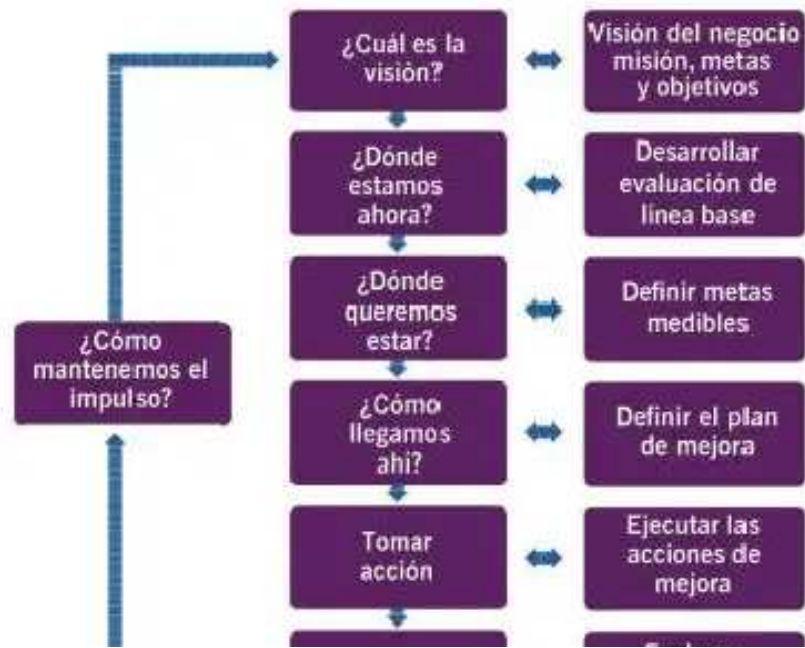 ¿Cuál es la
visión?
Visión del negocio
misión, metas
y objetivos
¿Dónde
estamos
ahora?
Desarrollar
evaluación de
línea base
¿Dónde
queremos
estar?
Definir metas
medibles
¿Cómo
mantenemos el
impulso?
¿Cómo
llegamos
ahí?
Definir el plan
de mejora
Tomar
acción
Ejecutar las
acciones de
mejora